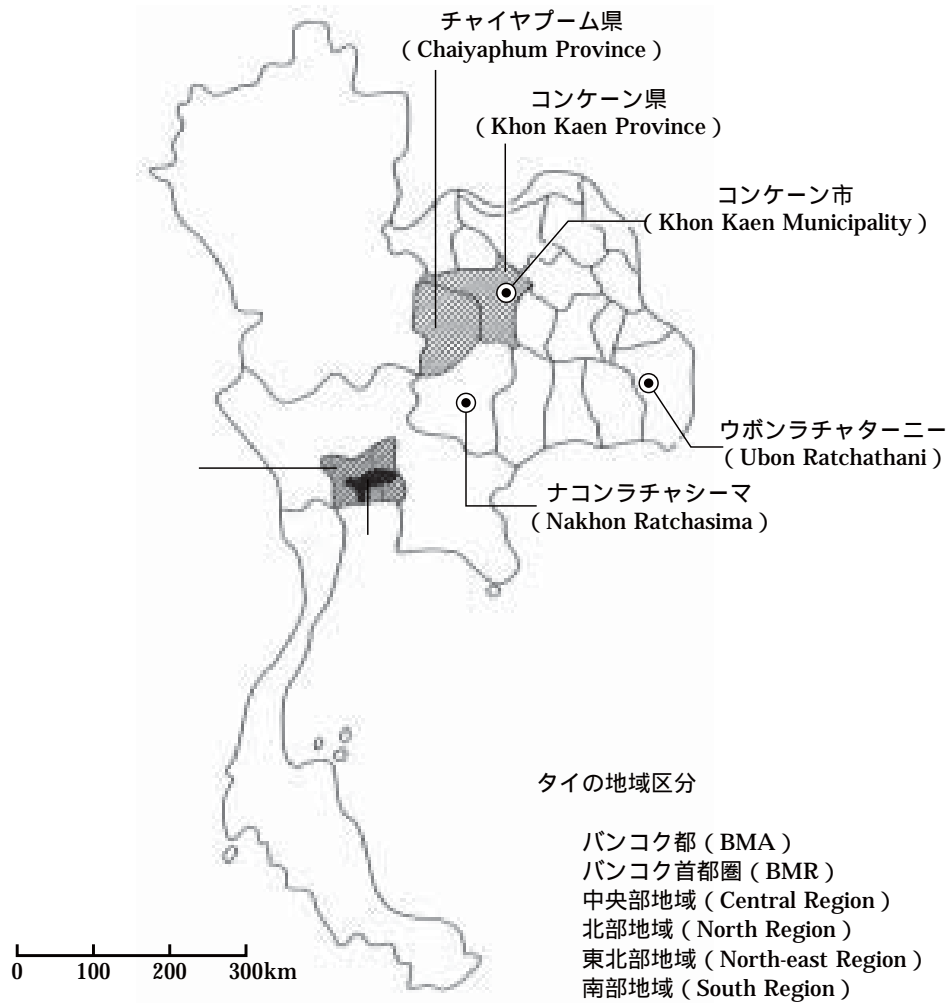 チャイヤプーム県
( Chaiyaphum Province )
コンケーン県
( Khon Kaen Province )
コンケーン市
( Khon Kaen Municipality )
ウボンラチャターニー
( Ubon Ratchathani )
ナコンラチャシーマ
( Nakhon Ratchasima )
タイの地域区分
バンコク都 ( BMA )
バンコク首都圏 ( BMR )
中央部地域 ( Central Region )
北部地域 ( North Region )
東北部地域 ( North-east Region )
南部地域 ( South Region )
0 100 200 300km